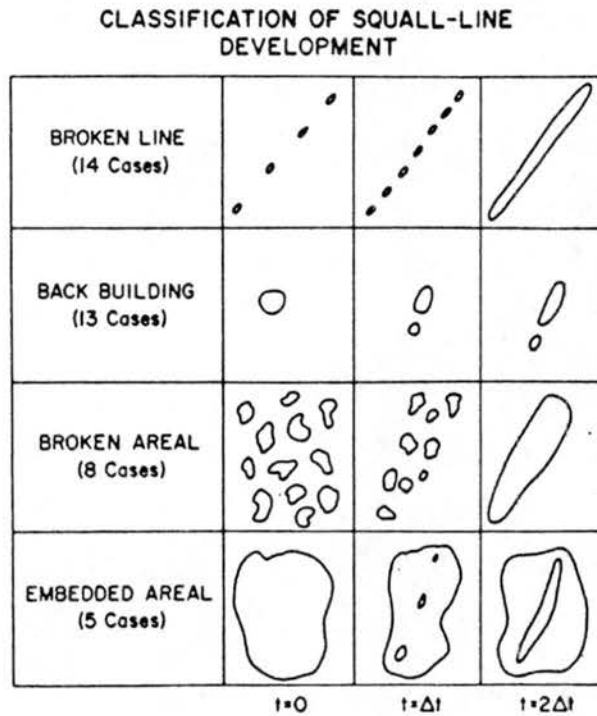 CLASSIFICATION OF SQUALL-LINE
DEVELOPMENT
BROKEN LINE
(14 Cases)
BACK BUILDING
(13 Cases)
BROKEN AREAL
(8 Cases)
EMBEDDED AREAL
(5 Cases)
t=0 t=Δt t=2Δt